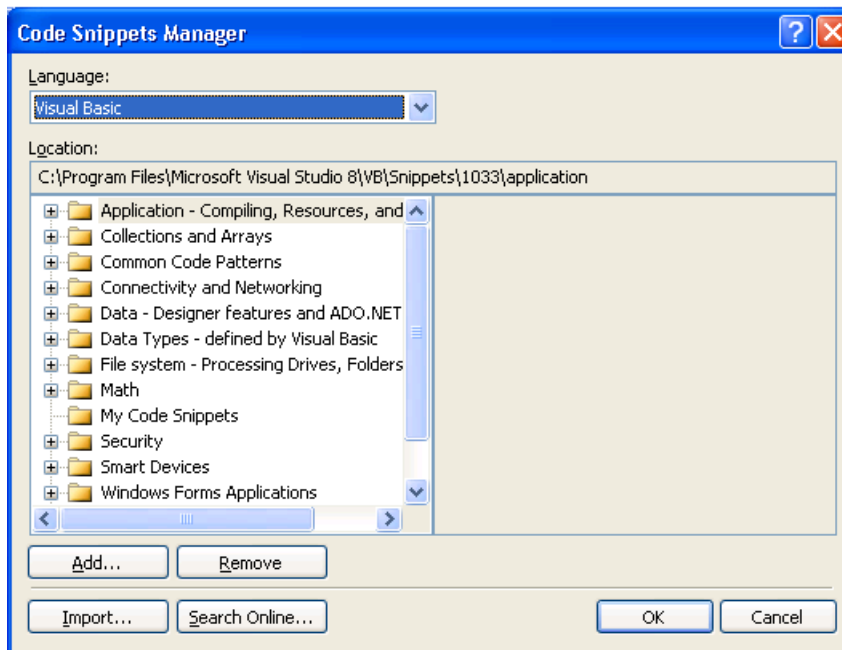 Code Snippets Manager
Language:
Visual Basic
Location:
C:\Program Files\Microsoft Visual Studio 8\VB\Snippets\1033\application
Application - Compiling, Resources, and
Collections and Arrays
Common Code Patterns
Connectivity and Networking
Data - Designer features and ADO.NET
Data Types - defined by Visual Basic
File system - Processing Drives, Folders
Math
My Code Snippets
Security
Smart Devices
Windows Forms Applications
Add... Remove
Import... Search Online... OK Cancel